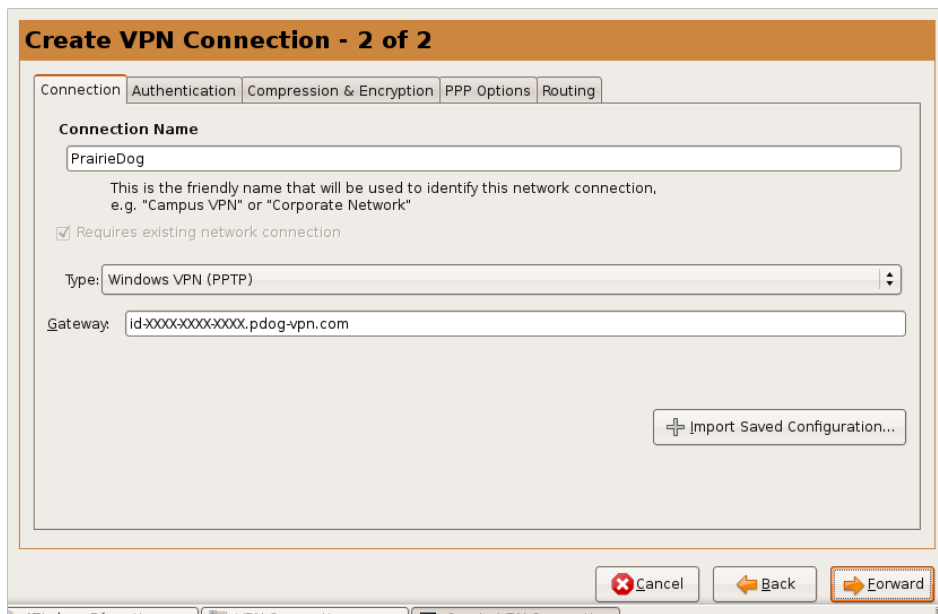 Create VPN Connection - 2 of 2
Connection Authentication Compression & Encryption PPP Options Routing
Connection Name
PrairieDog
This is the friendly name that will be used to identify this network connection,
e.g. "Campus VPN" or "Corporate Network"
Requires existing network connection
Type: Windows VPN (PPTP)
Gateway: id-XXXX-XXXX-XXXX.pdog-vpn.com
Import Saved Configuration...
Cancel Back Forward